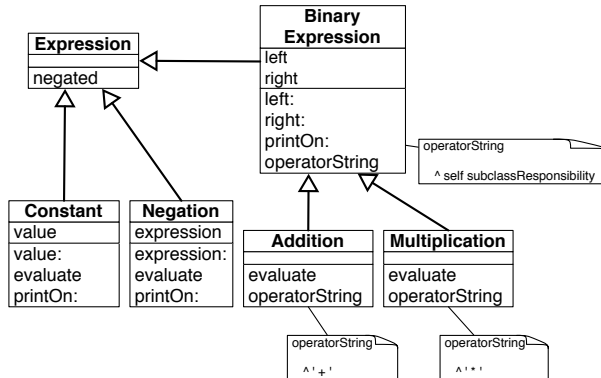 Expression
negated
Binary
Expression
left
right
left:
right:
printOn:
operatorString
operatorString
^ self subclassResponsibility
Constant
value
value:
evaluate
printOn:
Negation
expression
expression:
evaluate
printOn:
Addition
evaluate
operatorString
Multiplication
evaluate
operatorString
operatorString
^ ' + '
operatorString
^ ' * '